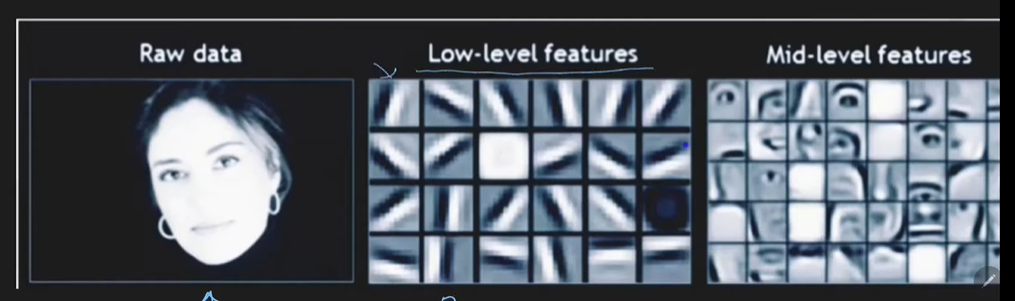 Raw data
Low-level features
Mid-level features